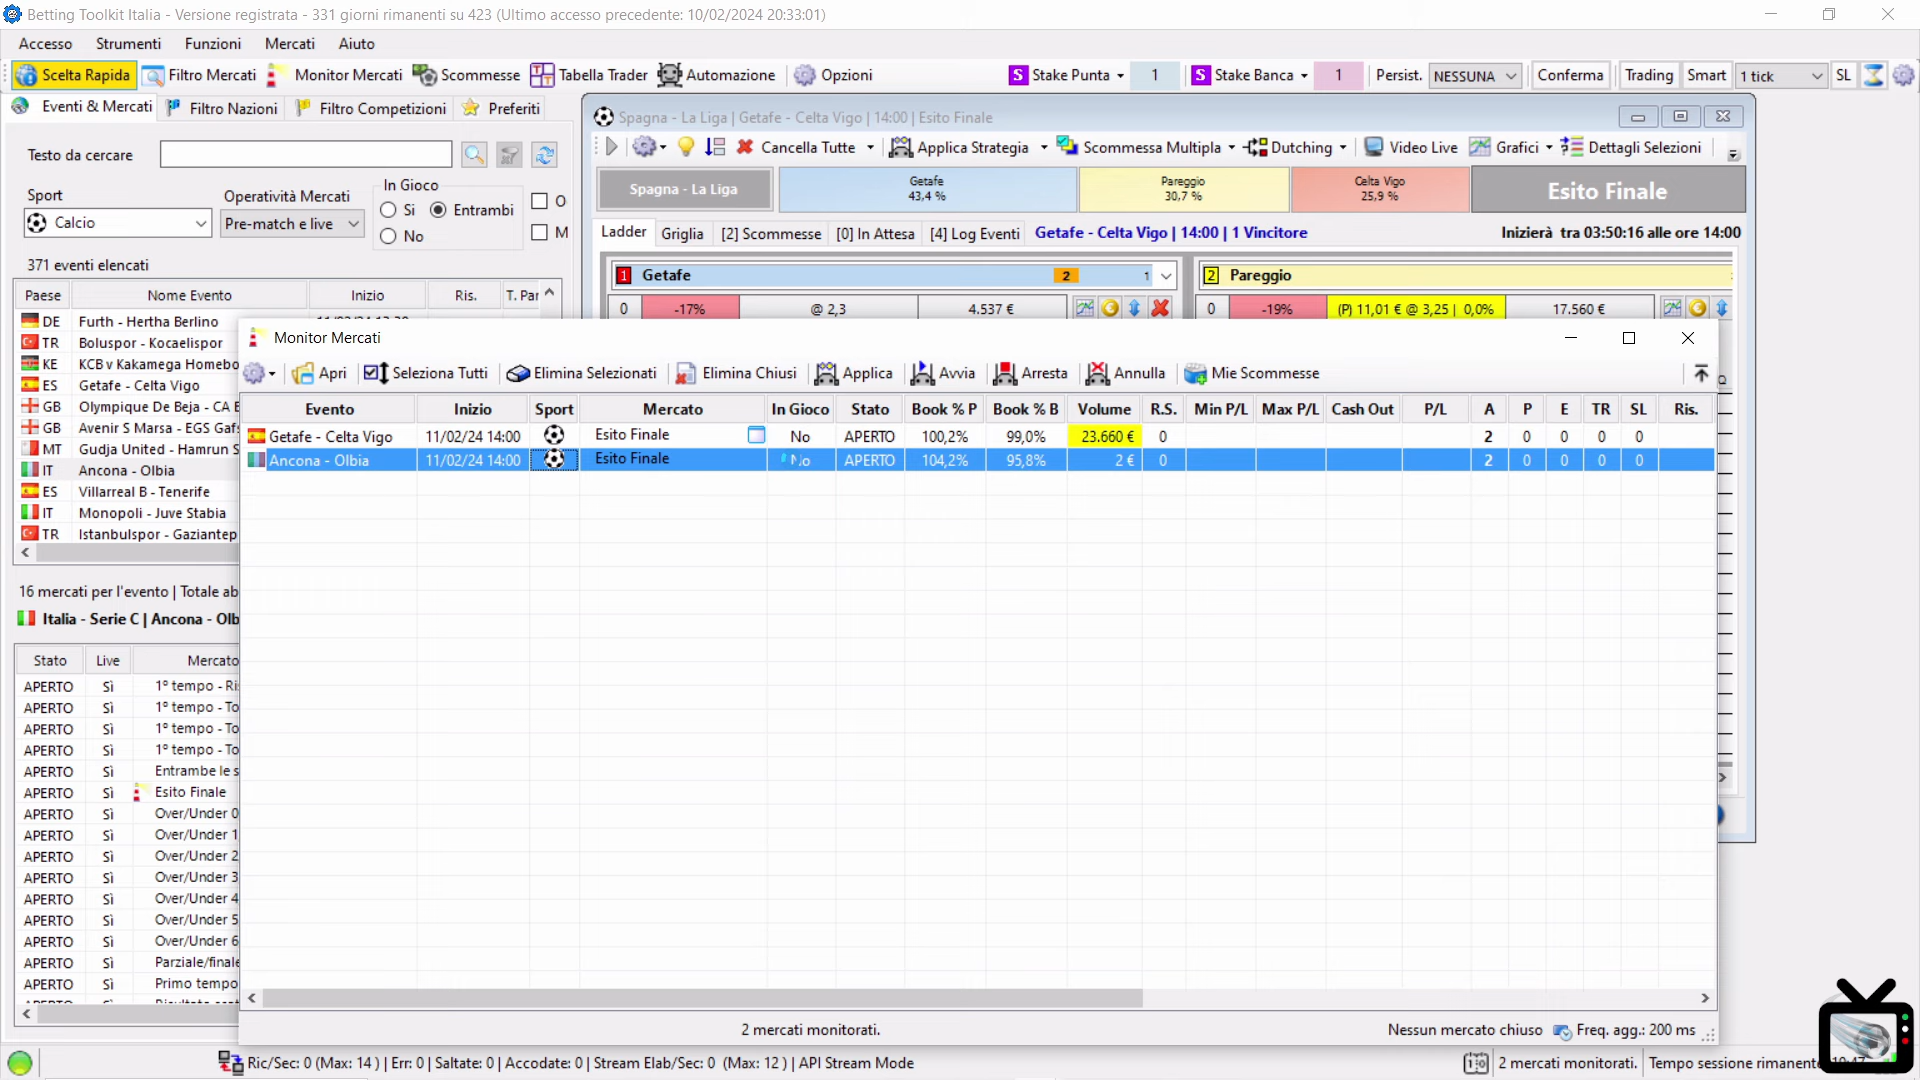 Betting Toolkit Italia - Versione registrata - 331 giorni rimanenti su 423 (Ultimo accesso precedente: 10/02/2024 20:33:01)
Accesso Strumenti Funzioni Mercati Aiuto
Scelta Rapida Filtro Mercati Monitor Mercati Scommesse Tabella Trader Automazione Opzioni S Stake Punta 1 S Stake Banca 1 Persist. NESSUNA Conferma Trading Smart 1 tick SL
Eventi & Mercati Filtro Nazioni Filtro Competizioni Preferiti
Spagna - La Liga | Getafe - Celta Vigo | 14:00 | Esito Finale
Testo da cercare
Cancella Tutte Applica Strategia Scommessa Multipla Dutching Video Live Grafici Dettagli Selezioni
Sport Operatività Mercati In Gioco
Calcio Pre-match e live Si Entrambi No O M
Spagna - La Liga Getafe 43,4 % Pareggio 30,7 % Celta Vigo 25,9 % Esito Finale
Ladder Griglia [2] Scommesse [0] In Attesa [4] Log Eventi Getafe - Celta Vigo | 14:00 | 1 Vincitore Inizierà tra 03:50:16 alle ore 14:00
371 eventi elencati
1 Getafe 2 1 2 Pareggio
0 -17% @ 2,3 4.537 € 0 -19% (P) 11,01 € @ 3,25 | 0,0% 17.560 €
Paese Nome Evento Inizio Ris. T. Par
DE Furth - Hertha Berlino
TR Boluspor - Kocaelispor
KE KCB v Kakamega Homebo
ES Getafe - Celta Vigo
GB Olympique De Beja - CA B
GB Avenir S Marsa - EGS Gafs
MT Gudja United - Hamrun S
IT Ancona - Olbia
ES Villarreal B - Tenerife
IT Monopoli - Juve Stabia
TR Istanbulspor - Gaziantep
16 mercati per l'evento | Totale ab
Italia - Serie C | Ancona - Olb
Stato Live Mercato
APERTO Sì 1º tempo - Ri
APERTO Sì 1º tempo - To
APERTO Sì 1º tempo - To
APERTO Sì 1º tempo - To
APERTO Sì Entrambe le s
APERTO Sì Esito Finale
APERTO Sì Over/Under 0
APERTO Sì Over/Under 1
APERTO Sì Over/Under 2
APERTO Sì Over/Under 3
APERTO Sì Over/Under 4
APERTO Sì Over/Under 5
APERTO Sì Over/Under 6
APERTO Sì Parziale/finale
APERTO Sì Primo tempo
Monitor Mercati
Apri Seleziona Tutti Elimina Selezionati Elimina Chiusi Applica Avvia Arresta Annulla Mie Scommesse
Evento Inizio Sport Mercato In Gioco Stato Book % P Book % B Volume R.S. Min P/L Max P/L Cash Out P/L A P E TR SL Ris.
Getafe - Celta Vigo 11/02/24 14:00 Esito Finale No APERTO 100,2% 99,0% 23.660 € 0 2 0 0 0 0
Ancona - Olbia 11/02/24 14:00 Esito Finale No APERTO 104,2% 95,8% 2 € 0 2 0 0 0 0
2 mercati monitorati. Nessun mercato chiuso Freq. agg.: 200 ms
Ric/Sec: 0 (Max: 14 ) | Err: 0 | Saltate: 0 | Accodate: 0 | Stream Elab/Sec: 0 (Max: 12 ) | API Stream Mode 2 mercati monitorati. Tempo sessione rimanente